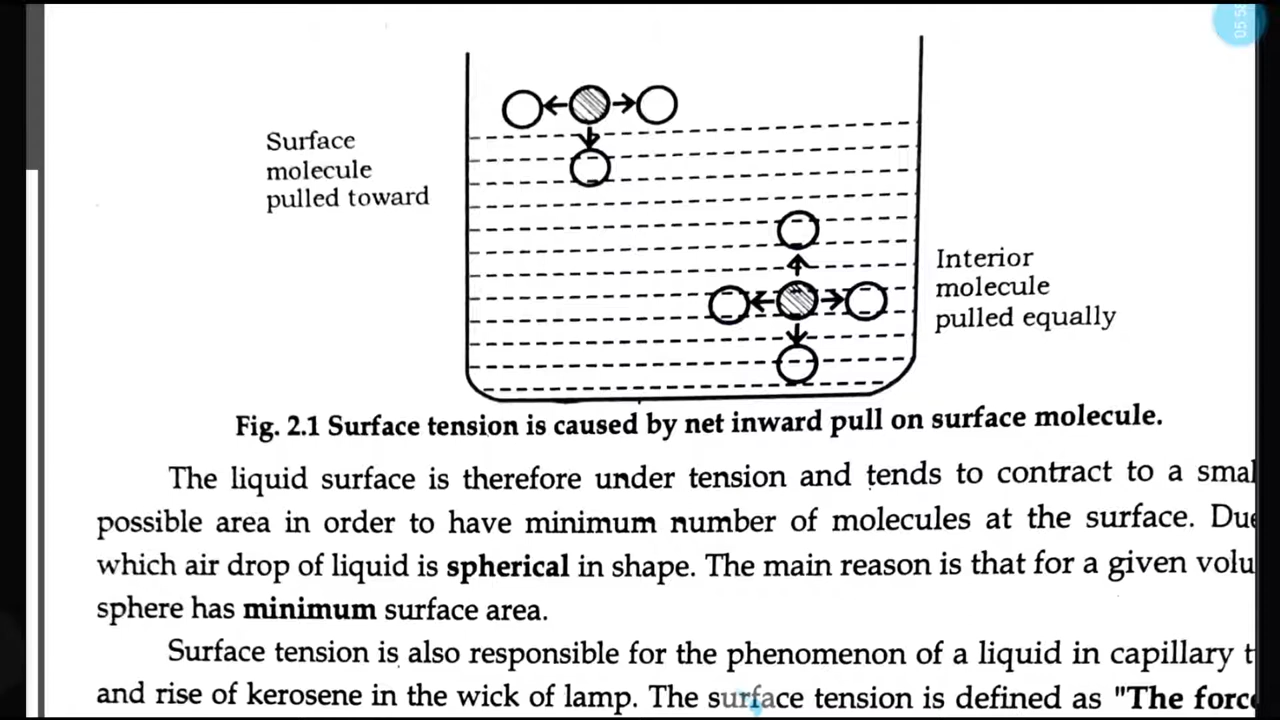 05:58
Surface
molecule
pulled toward
Interior
molecule
pulled equally
Fig. 2.1 Surface tension is caused by net inward pull on surface molecule.
The liquid surface is therefore under tension and tends to contract to a smal
possible area in order to have minimum number of molecules at the surface. Due
which air drop of liquid is spherical in shape. The main reason is that for a given volu
sphere has minimum surface area.
Surface tension is also responsible for the phenomenon of a liquid in capillary t
and rise of kerosene in the wick of lamp. The surface tension is defined as "The forc